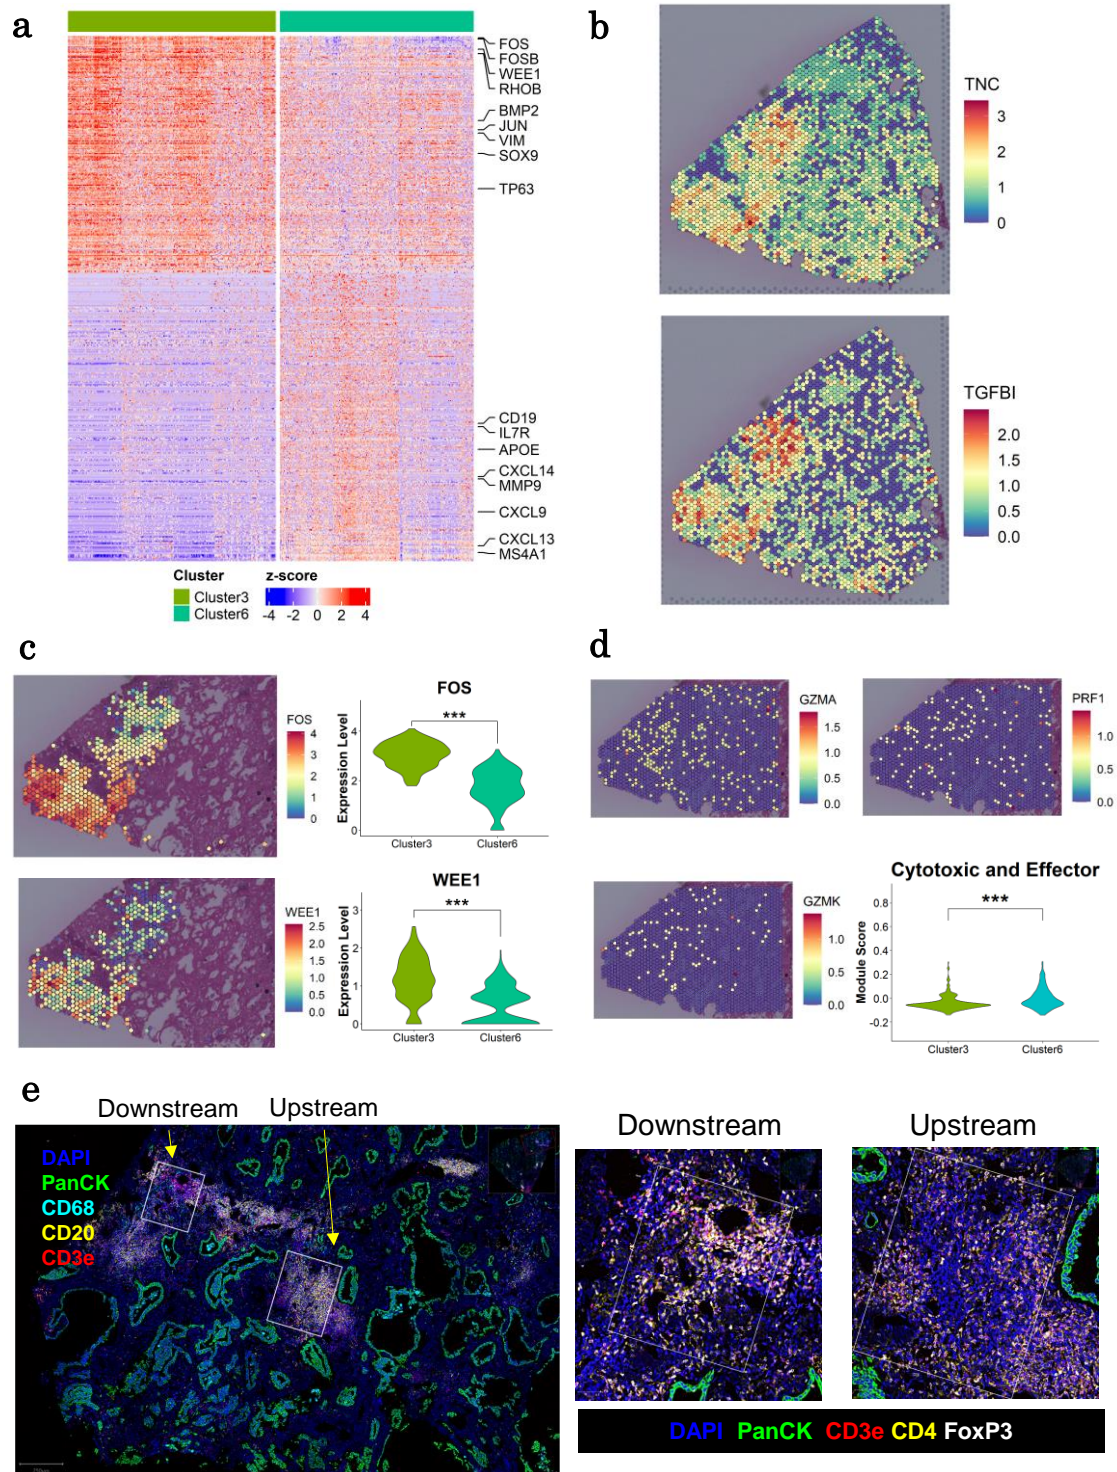 a
FOS
FOSB
WEE1
RHOB
BMP2
JUN
VIM
SOX9
TP63
CD19
IL7R
APOE
CXCL14
MMP9
CXCL9
CXCL13
MS4A1
Cluster
Cluster3
Cluster6
z-score
-4 -2 0 2 4
b
TNC
3
2
1
0
TGFBI
2.0
1.5
1.0
0.5
0.0
c
FOS
4
3
2
1
0
FOS
***
Expression Level
4
2
0
Cluster3 Cluster6
WEE1
2.5
2.0
1.5
1.0
0.5
0.0
WEE1
***
Expression Level
3
2
1
0
Cluster3 Cluster6
d
GZMA
1.5
1.0
0.5
0.0
PRF1
1.0
0.5
0.0
GZMK
1.0
0.5
0.0
Cytotoxic and Effector
***
Module Score
0.8
0.6
0.4
0.2
0.0
-0.2
Cluster3 Cluster6
e
Downstream Upstream
DAPI
PanCK
CD68
CD20
CD3e
Downstream Upstream
DAPI PanCK CD3e CD4 FoxP3